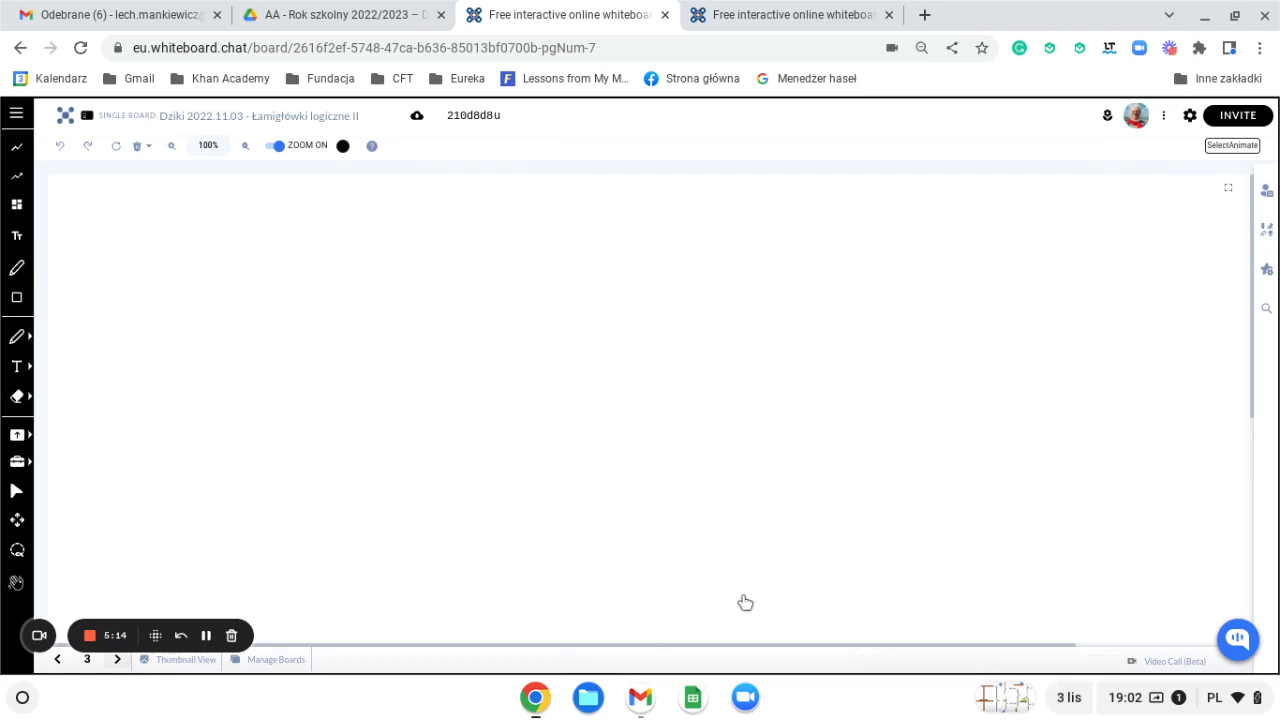 Odebrane (6) - lech.mankiewicz@
AA - Rok szkolny 2022/2023 – D
Free interactive online whiteboa
Free interactive online whiteboa
eu.whiteboard.chat/board/2616f2ef-5748-47ca-b636-85013bf0700b-pgNum-7
Kalendarz
Gmail
Khan Academy
Fundacja
CFT
Eureka
Lessons from My M...
Strona główna
Menedżer haseł
Inne zakładki
SINGLE BOARD: Dziki 2022.11.03 - Łamigłówki logiczne II
210d8d8u
INVITE
100%
ZOOM ON
SelectAnimate
5:14
3
Thumbnail View
Manage Boards
Video Call (Beta)
3 lis
19:02
1
PL